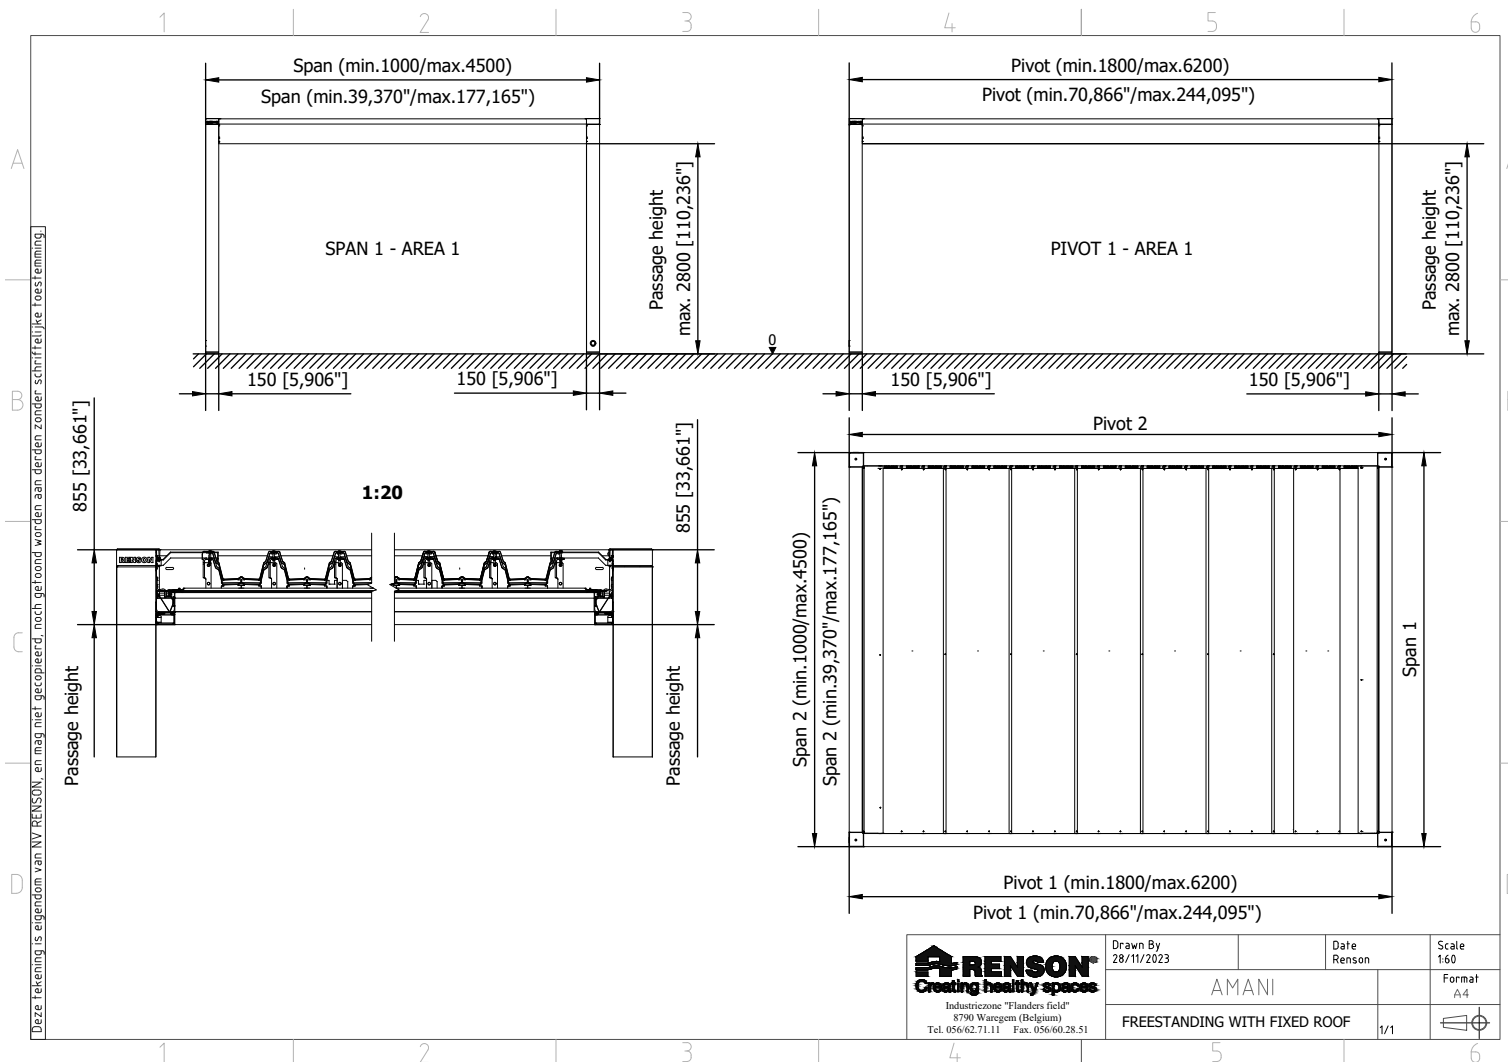 1 2 3 4 5 6
Span (min.1000/max.4500)
Span (min.39,370"/max.177,165")
Pivot (min.1800/max.6200)
Pivot (min.70,866"/max.244,095")
A
SPAN 1 - AREA 1
Passage height
max. 2800 [110,236"]
PIVOT 1 - AREA 1
Passage height
max. 2800 [110,236"]
0
150 [5,906"]
150 [5,906"]
150 [5,906"]
150 [5,906"]
B
855 [33,661"]
1:20
855 [33,661"]
Pivot 2
RENSON
Span 2 (min.1000/max.4500)
Span 2 (min.39,370"/max.177,165")
Span 1
C
Passage height
Passage height
D
Pivot 1 (min.1800/max.6200)
Pivot 1 (min.70,866"/max.244,095")
Deze tekening is eigendom van NV RENSON, en mag niet gecopieerd, noch getoond worden aan derden zonder schriftelijke toestemming.
RENSON®
Creating healthy spaces
Industriezone "Flanders field"
8790 Waregem (Belgium)
Tel. 056/62.71.11 Fax. 056/60.28.51
Drawn By
28/11/2023
Date
Renson
Scale
1:60
AMANI
Format
A4
FREESTANDING WITH FIXED ROOF
1/1
1 2 3 4 5 6